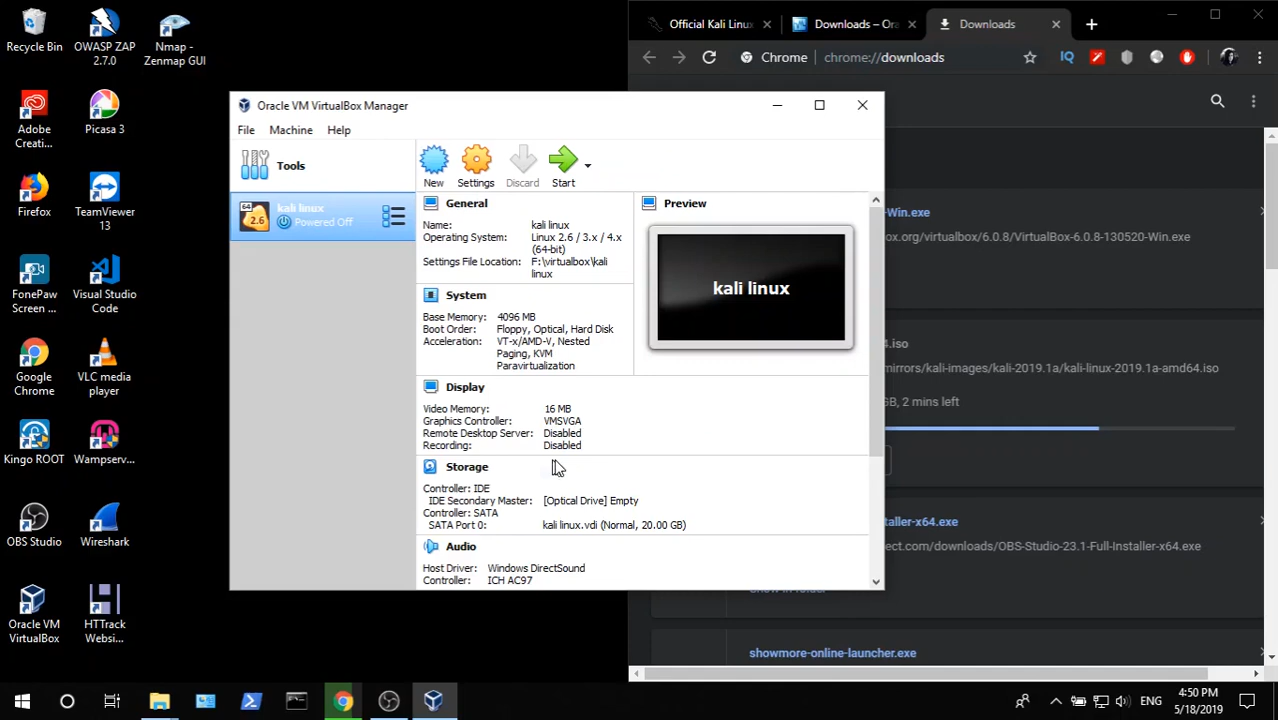 Recycle Bin
OWASP ZAP
2.7.0
Nmap -
Zenmap GUI
Adobe
Creati...
Picasa 3
Firefox
TeamViewer
13
FonePaw
Screen ...
Visual Studio
Code
Google
Chrome
VLC media
player
Kingo ROOT
Wampserv...
OBS Studio
Wireshark
Oracle VM
VirtualBox
HTTrack
Websi...
Official Kali Linux
Downloads – Ora
Downloads
Chrome
chrome://downloads
Oracle VM VirtualBox Manager
File
Machine
Help
Tools
New
Settings
Discard
Start
64
2.6
kali linux
Powered Off
General
Name: kali linux
Operating System: Linux 2.6 / 3.x / 4.x
(64-bit)
Settings File Location: F:\virtualbox\kali
linux
Preview
kali linux
System
Base Memory: 4096 MB
Boot Order: Floppy, Optical, Hard Disk
Acceleration: VT-x/AMD-V, Nested
Paging, KVM
Paravirtualization
Display
Video Memory: 16 MB
Graphics Controller: VMSVGA
Remote Desktop Server: Disabled
Recording: Disabled
Storage
Controller: IDE
IDE Secondary Master: [Optical Drive] Empty
Controller: SATA
SATA Port 0: kali linux.vdi (Normal, 20.00 GB)
Audio
Host Driver: Windows DirectSound
Controller: ICH AC97
-Win.exe
ox.org/virtualbox/6.0.8/VirtualBox-6.0.8-130520-Win.exe
4.iso
mirrors/kali-images/kali-2019.1a/kali-linux-2019.1a-amd64.iso
GB, 2 mins left
taller-x64.exe
ect.com/downloads/OBS-Studio-23.1-Full-Installer-x64.exe
Show in folder
showmore-online-launcher.exe
ENG
4:50 PM
5/18/2019